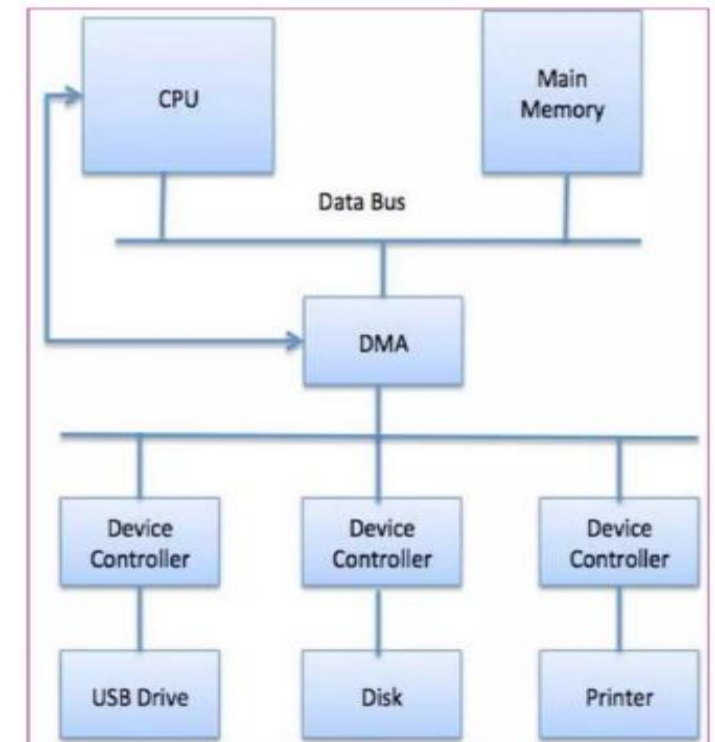 CPU
Main
Memory
Data Bus
DMA
Device
Controller
Device
Controller
Device
Controller
USB Drive
Disk
Printer